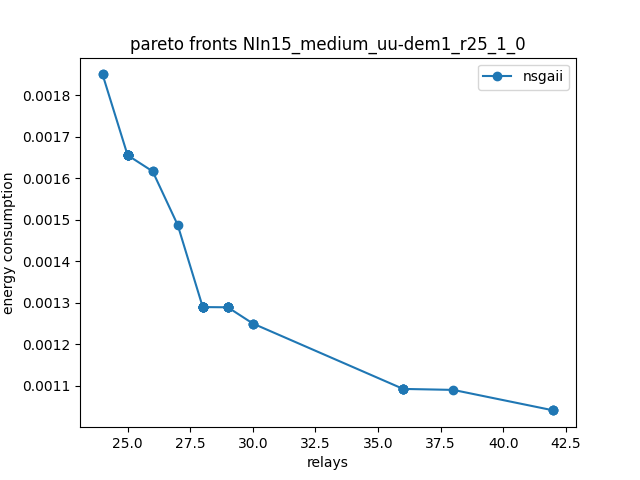 pareto fronts NIn15_medium_uu-dem1_r25_1_0
nsgaii
energy consumption
0.0018
0.0017
0.0016
0.0015
0.0014
0.0013
0.0012
0.0011
25.0 27.5 30.0 32.5 35.0 37.5 40.0 42.5
relays